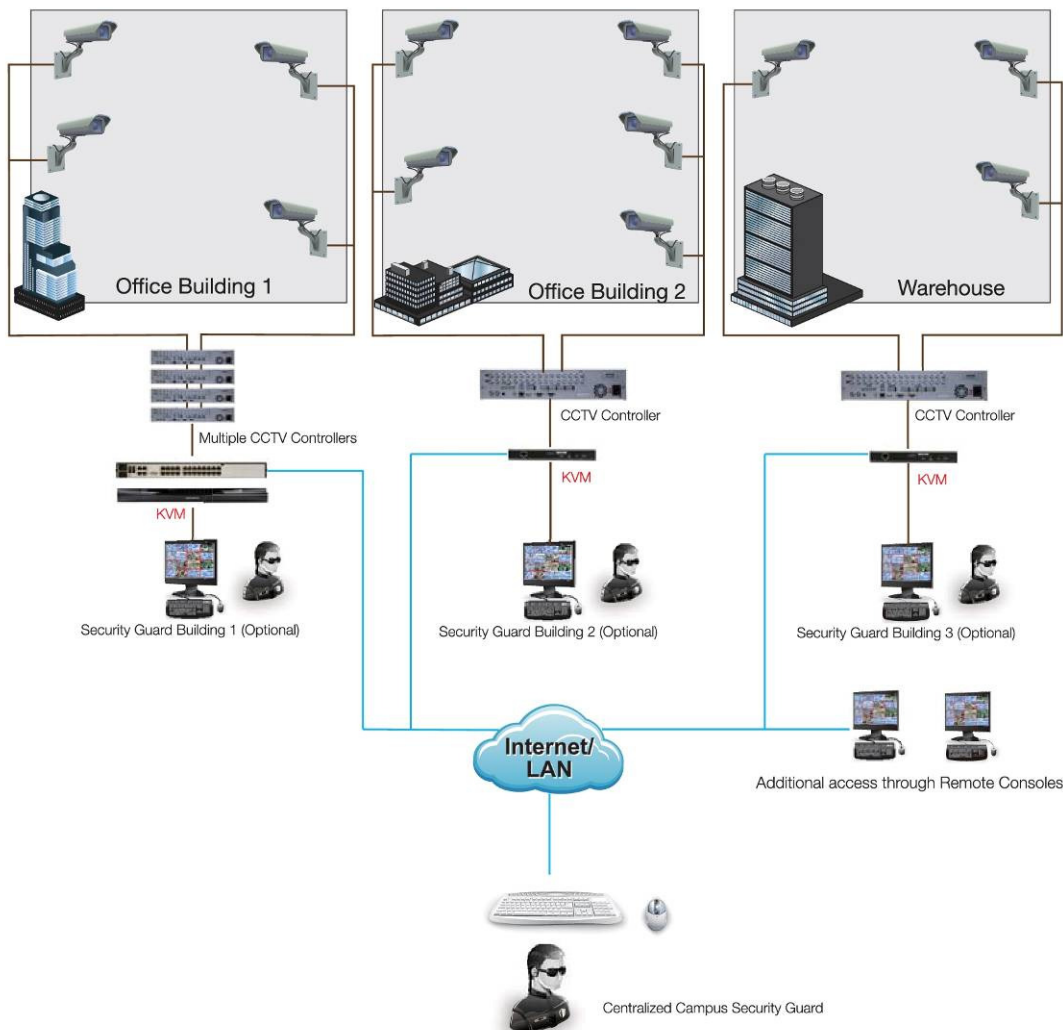 Office Building 1
Office Building 2
Warehouse
Multiple CCTV Controllers
CCTV Controller
CCTV Controller
KVM
KVM
KVM
Security Guard Building 1 (Optional)
Security Guard Building 2 (Optional)
Security Guard Building 3 (Optional)
Internet/
LAN
Additional access through Remote Consoles
Centralized Campus Security Guard